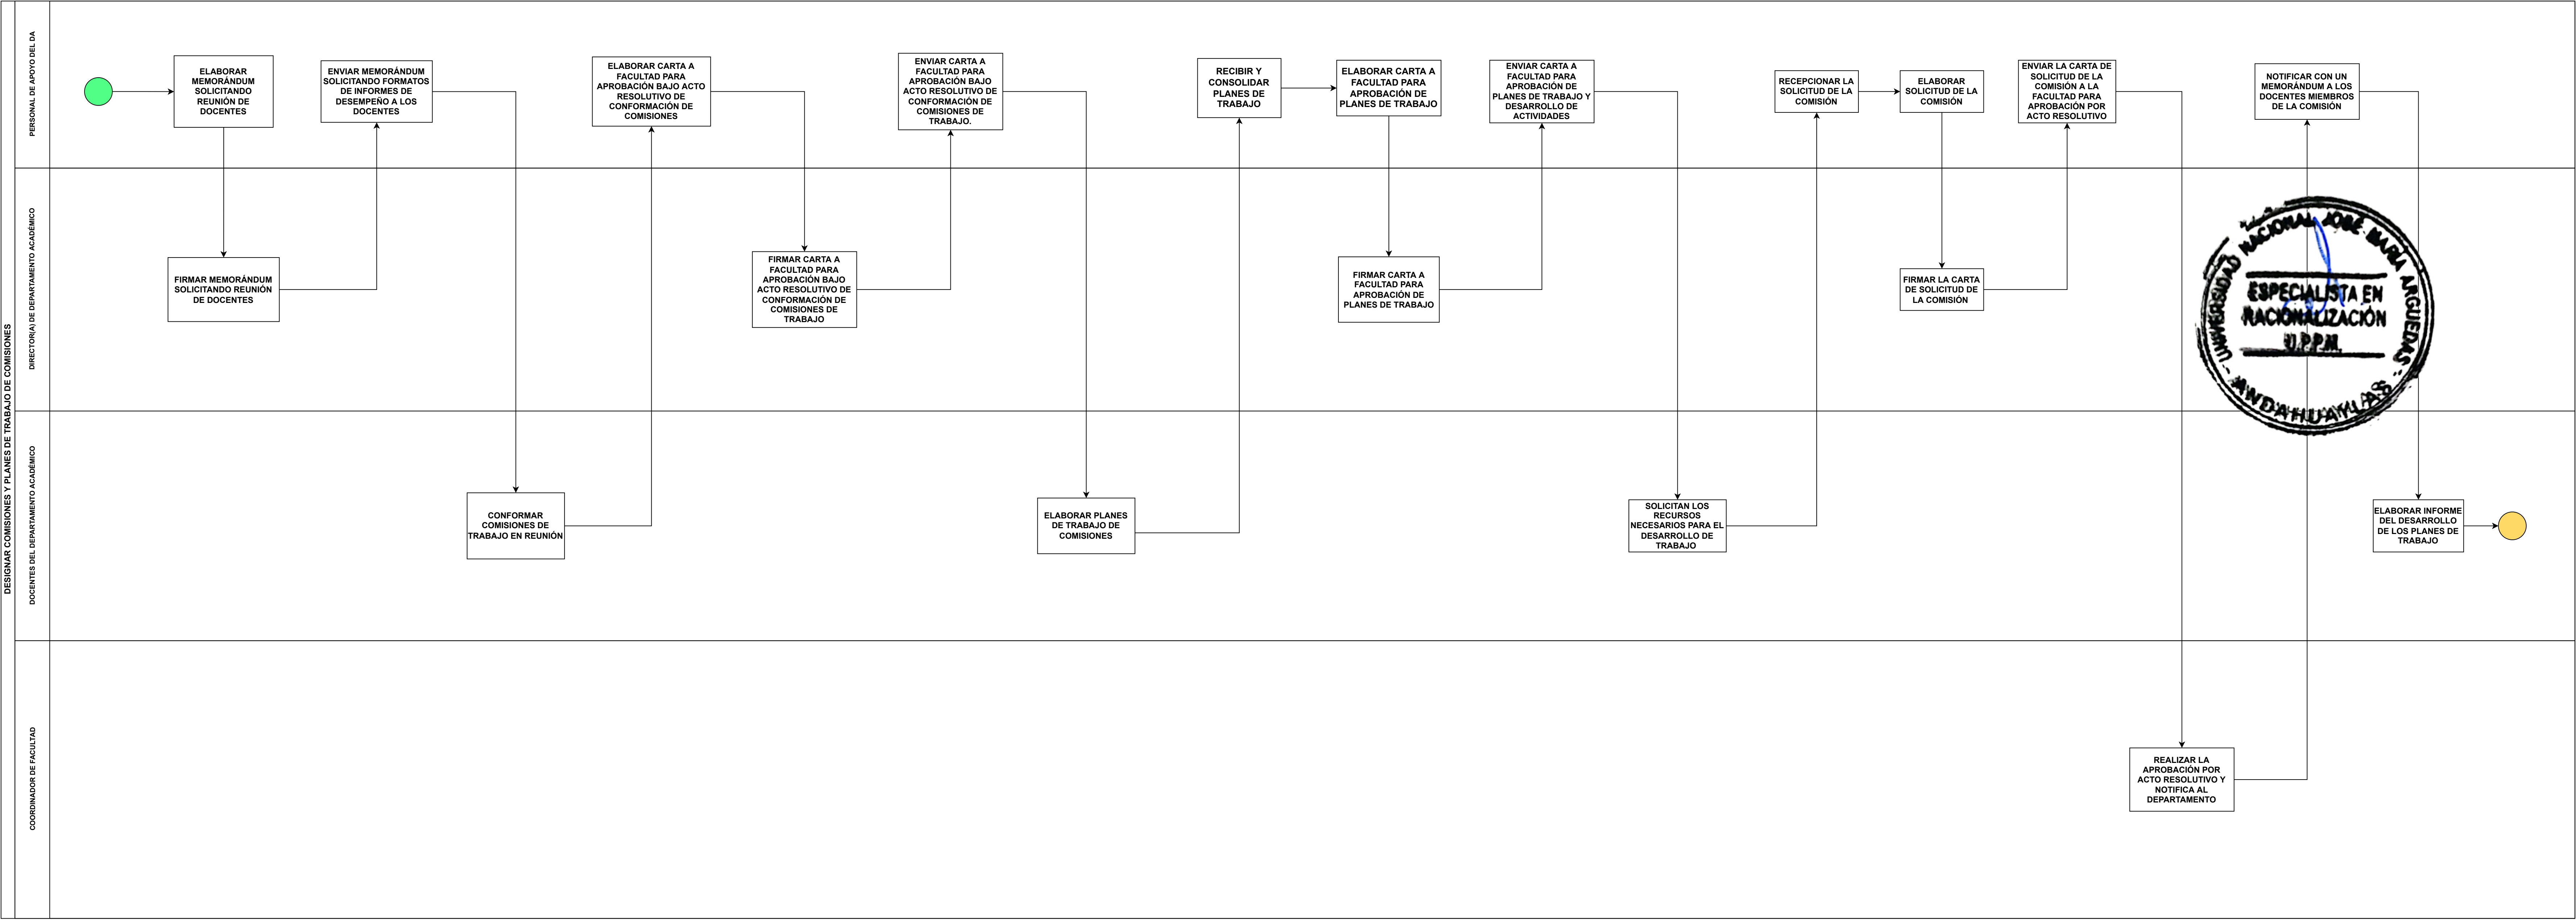 DESIGNAR COMISIONES Y PLANES DE TRABAJO DE COMISIONES
PERSONAL DE APOYO DEL DA
ELABORAR
MEMORÁNDUM
SOLICITANDO
REUNIÓN DE
DOCENTES
ENVIAR MEMORÁNDUM
SOLICITANDO FORMATOS
DE INFORMES DE
DESEMPEÑO A LOS
DOCENTES
ELABORAR CARTA A
FACULTAD PARA
APROBACIÓN BAJO ACTO
RESOLUTIVO DE
CONFORMACIÓN DE
COMISIONES
ENVIAR CARTA A
FACULTAD PARA
APROBACIÓN BAJO
ACTO RESOLUTIVO DE
CONFORMACIÓN DE
COMISIONES DE
TRABAJO.
RECIBIR Y
CONSOLIDAR
PLANES DE
TRABAJO
ELABORAR CARTA A
FACULTAD PARA
APROBACIÓN DE
PLANES DE TRABAJO
ENVIAR CARTA A
FACULTAD PARA
APROBACIÓN DE
PLANES DE TRABAJO Y
DESARROLLO DE
ACTIVIDADES
RECEPCIONAR LA
SOLICITUD DE LA
COMISIÓN
ELABORAR
SOLICITUD DE LA
COMISIÓN
ENVIAR LA CARTA DE
SOLICITUD DE LA
COMISIÓN A LA
FACULTAD PARA
APROBACIÓN POR
ACTO RESOLUTIVO
NOTIFICAR CON UN
MEMORÁNDUM A LOS
DOCENTES MIEMBROS
DE LA COMISIÓN
DIRECTOR(A) DE DEPARTAMENTO ACADÉMICO
FIRMAR MEMORÁNDUM
SOLICITANDO REUNIÓN
DE DOCENTES
FIRMAR CARTA A
FACULTAD PARA
APROBACIÓN BAJO
ACTO RESOLUTIVO DE
CONFORMACIÓN DE
COMISIONES DE
TRABAJO
FIRMAR CARTA A
FACULTAD PARA
APROBACIÓN DE
PLANES DE TRABAJO
FIRMAR LA CARTA
DE SOLICITUD DE
LA COMISIÓN
UNIVERSIDAD NACIONAL JOSÉ MARÍA ARGUEDAS
ESPECIALISTA EN
RACIONALIZACIÓN
U.P.P.M.
- ANDAHUAYLAS -
DOCENTES DEL DEPARTAMENTO ACADÉMICO
CONFORMAR
COMISIONES DE
TRABAJO EN REUNIÓN
ELABORAR PLANES
DE TRABAJO DE
COMISIONES
SOLICITAN LOS
RECURSOS
NECESARIOS PARA EL
DESARROLLO DE
TRABAJO
ELABORAR INFORME
DEL DESARROLLO
DE LOS PLANES DE
TRABAJO
COORDINADOR DE FACULTAD
REALIZAR LA
APROBACIÓN POR
ACTO RESOLUTIVO Y
NOTIFICA AL
DEPARTAMENTO